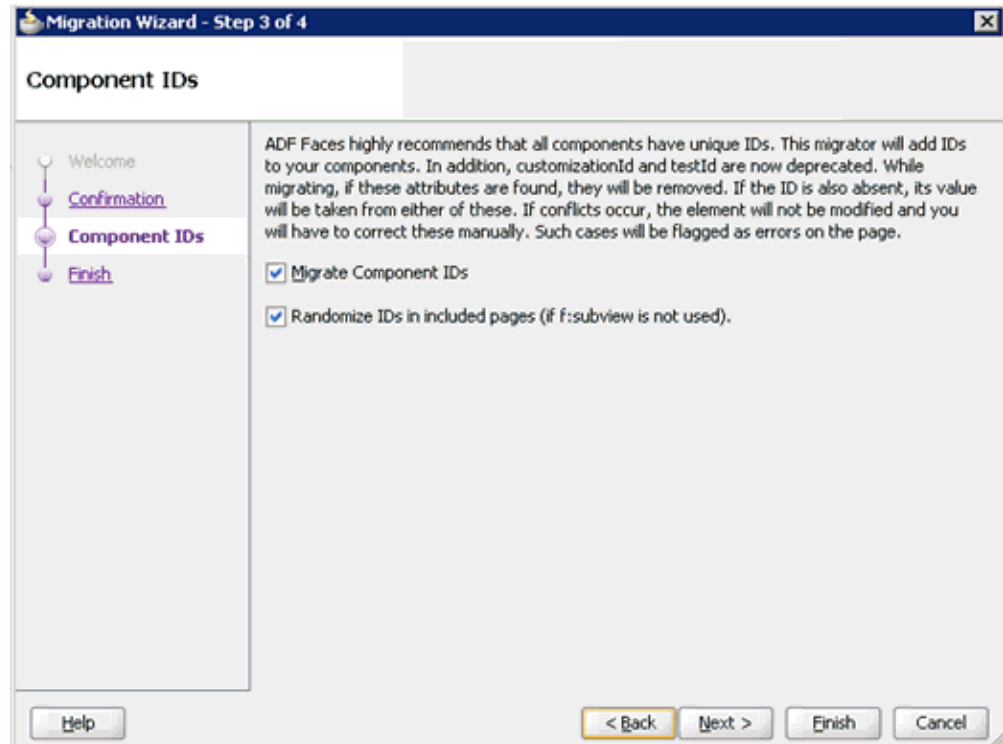 Migration Wizard - Step 3 of 4
Component IDs
Welcome
Confirmation
Component IDs
Finish
ADF Faces highly recommends that all components have unique IDs. This migrator will add IDs
to your components. In addition, customizationId and testId are now deprecated. While
migrating, if these attributes are found, they will be removed. If the ID is also absent, its value
will be taken from either of these. If conflicts occur, the element will not be modified and you
will have to correct these manually. Such cases will be flagged as errors on the page.
Migrate Component IDs
Randomize IDs in included pages (if f:subview is not used).
Help
< Back
Next >
Finish
Cancel